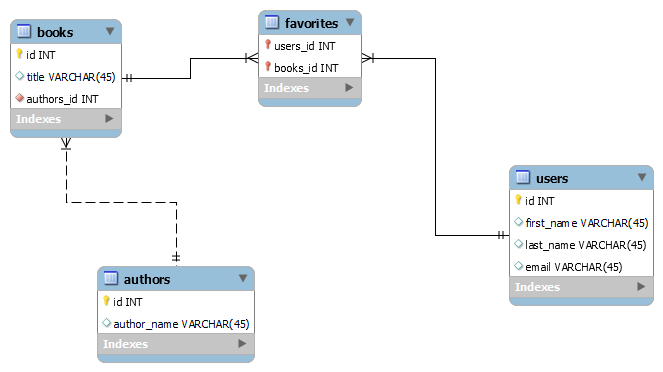 books
id INT
title VARCHAR(45)
authors_id INT
Indexes
favorites
users_id INT
books_id INT
Indexes
users
id INT
first_name VARCHAR(45)
last_name VARCHAR(45)
email VARCHAR(45)
Indexes
authors
id INT
author_name VARCHAR(45)
Indexes